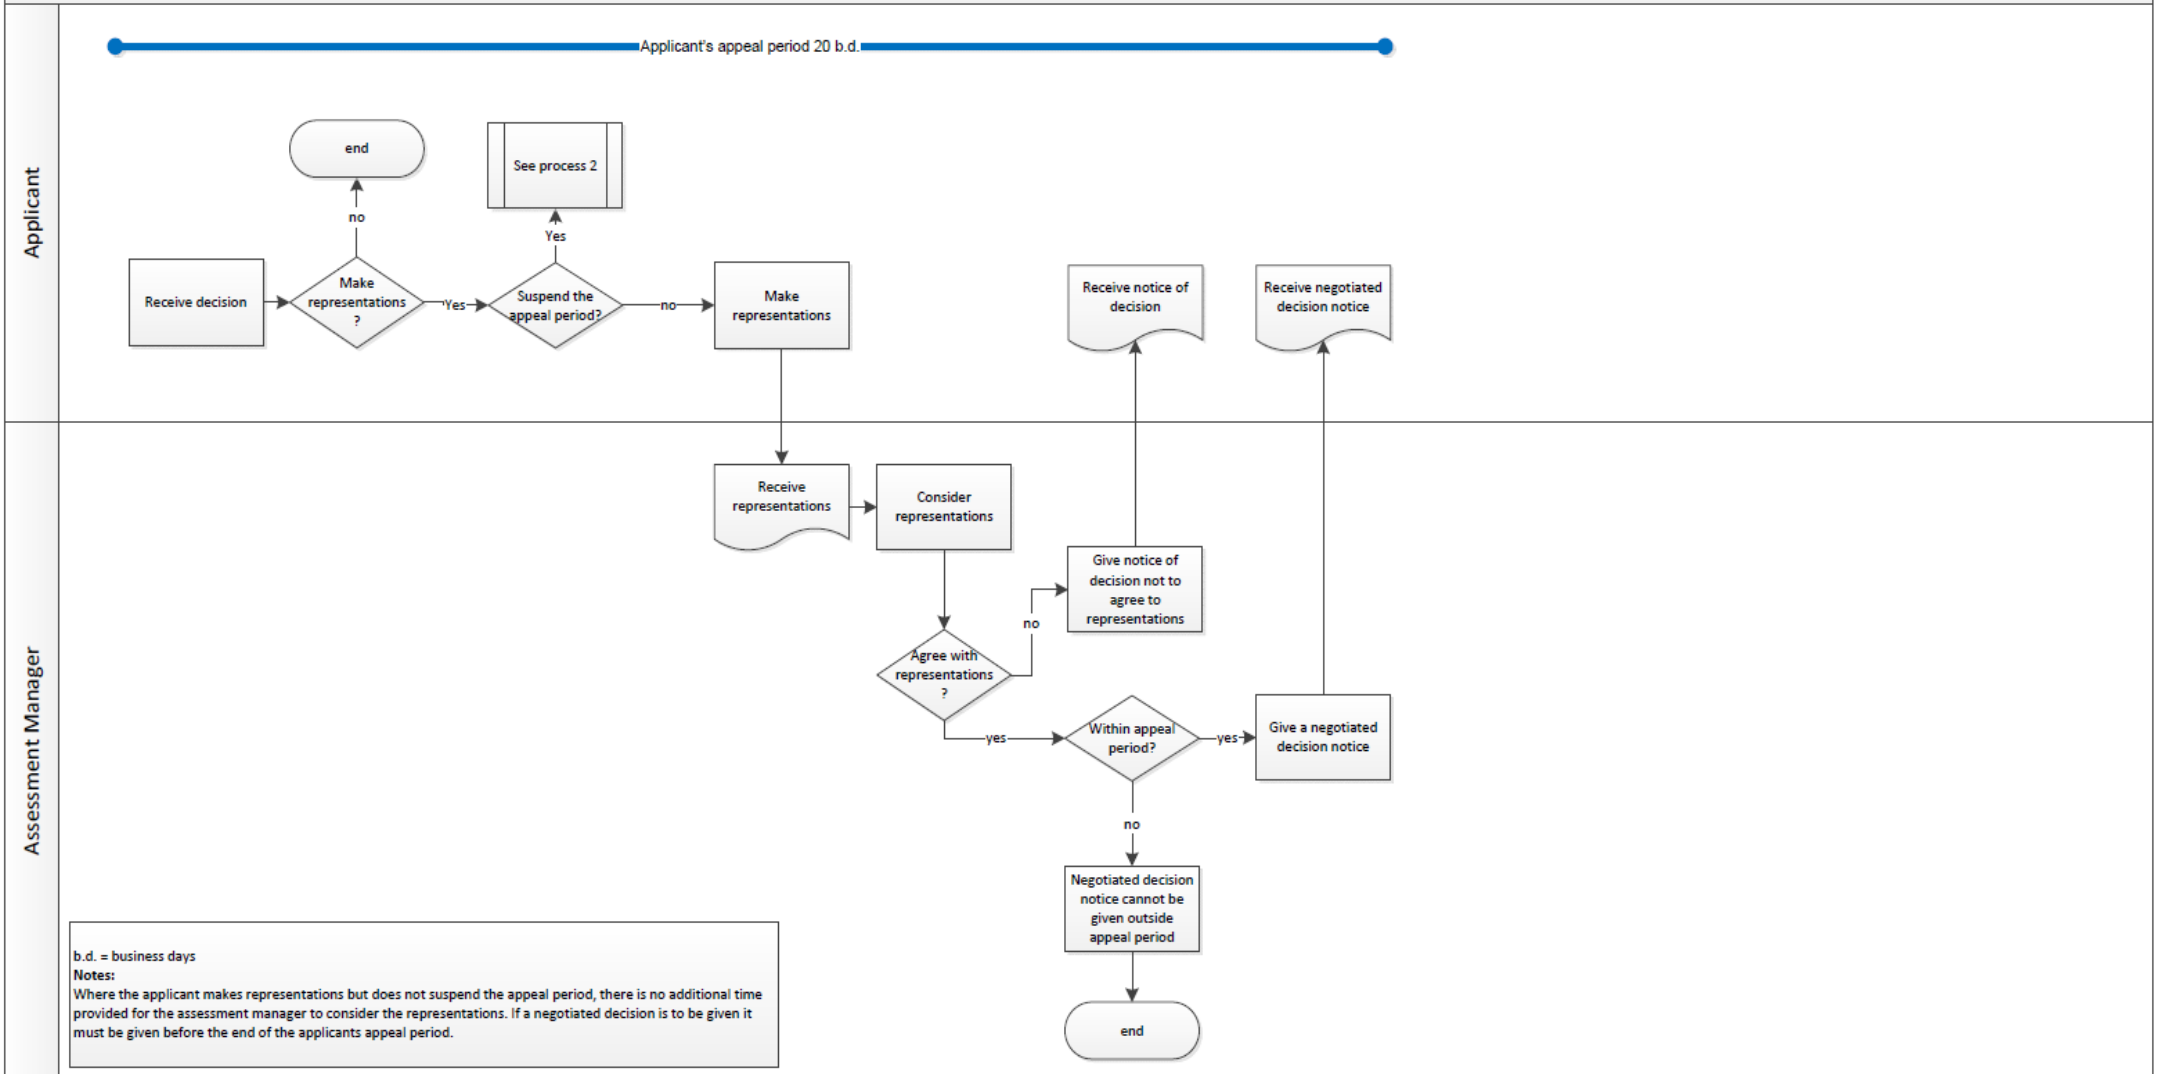 Applicant's appeal period 20 b.d.
Applicant
end
See process 2
no
Yes
Receive decision
Make
representations
?
Yes
Suspend the
appeal period?
no
Make
representations
Receive notice of
decision
Receive negotiated
decision notice
Assessment Manager
Receive
representations
Consider
representations
Give notice of
decision not to
agree to
representations
no
Agree with
representations
?
yes
Within appeal
period?
yes
Give a negotiated
decision notice
no
Negotiated decision
notice cannot be
given outside
appeal period
end
b.d. = business days
Notes:
Where the applicant makes representations but does not suspend the appeal period, there is no additional time
provided for the assessment manager to consider the representations. If a negotiated decision is to be given it
must be given before the end of the applicants appeal period.